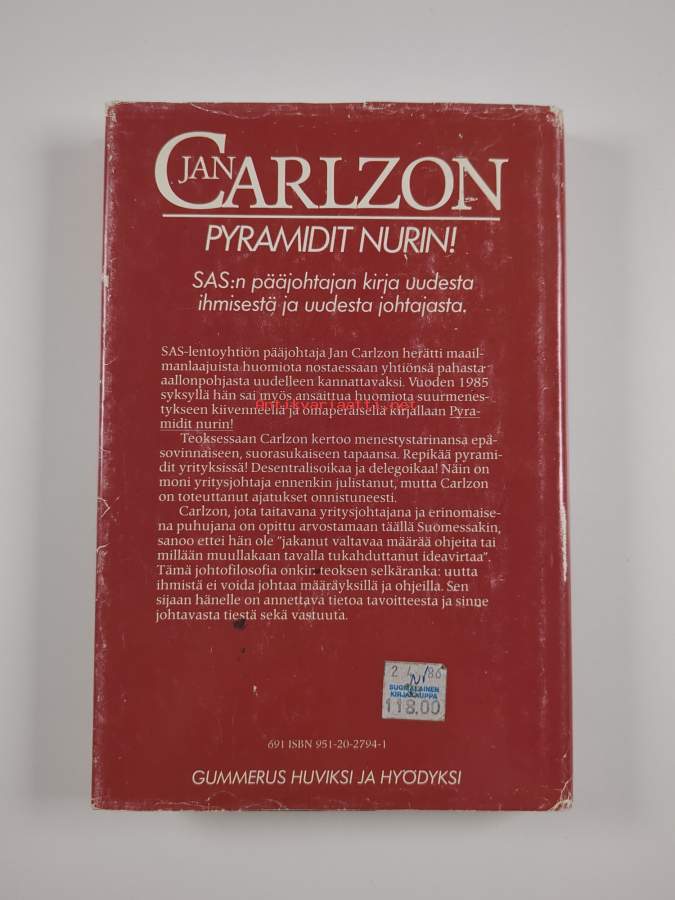 JAN CARLZON
PYRAMIDIT NURIN!
SAS:n pääjohtajan kirja uudesta
ihmisestä ja uudesta johtajasta.
SAS-lentoyhtiön pääjohtaja Jan Carlzon herätti maail-
manlaajuista huomiota nostaessaan yhtiönsä pahasta
aallonpohjasta uudelleen kannattavaksi. Vuoden 1985
syksyllä hän sai myös ansaittua huomiota suurmenes-
tykseen kiivenneellä ja omaperäisellä kirjallaan Pyra-
midit nurin!
antikvariaatti.net
Teoksessaan Carlzon kertoo menestystarinansa epä-
sovinnaiseen, suorasukaiseen tapaansa. Repikää pyrami-
dit yrityksissä! Desentralisoikaa ja delegoikaa! Näin on
moni yritysjohtaja ennenkin julistanut, mutta Carlzon
on toteuttanut ajatukset onnistuneesti.
Carlzon, jota taitavana yritysjohtajana ja erinomaise-
na puhujana on opittu arvostamaan täällä Suomessakin,
sanoo ettei hän ole "jakanut valtavaa määrää ohjeita tai
millään muullakaan tavalla tukahduttanut ideavirtaa".
Tämä johtofilosofia onkin teoksen selkäranka: uutta
ihmistä ei voida johtaa määräyksillä ja ohjeilla. Sen
sijaan hänelle on annettava tietoa tavoitteesta ja sinne
johtavasta tiestä sekä vastuuta.
SUOMALAINEN
KIRJAKAUPPA
118.00
691 ISBN 951-20-2794-1
GUMMERUS HUVIKSI JA HYÖDYKSI